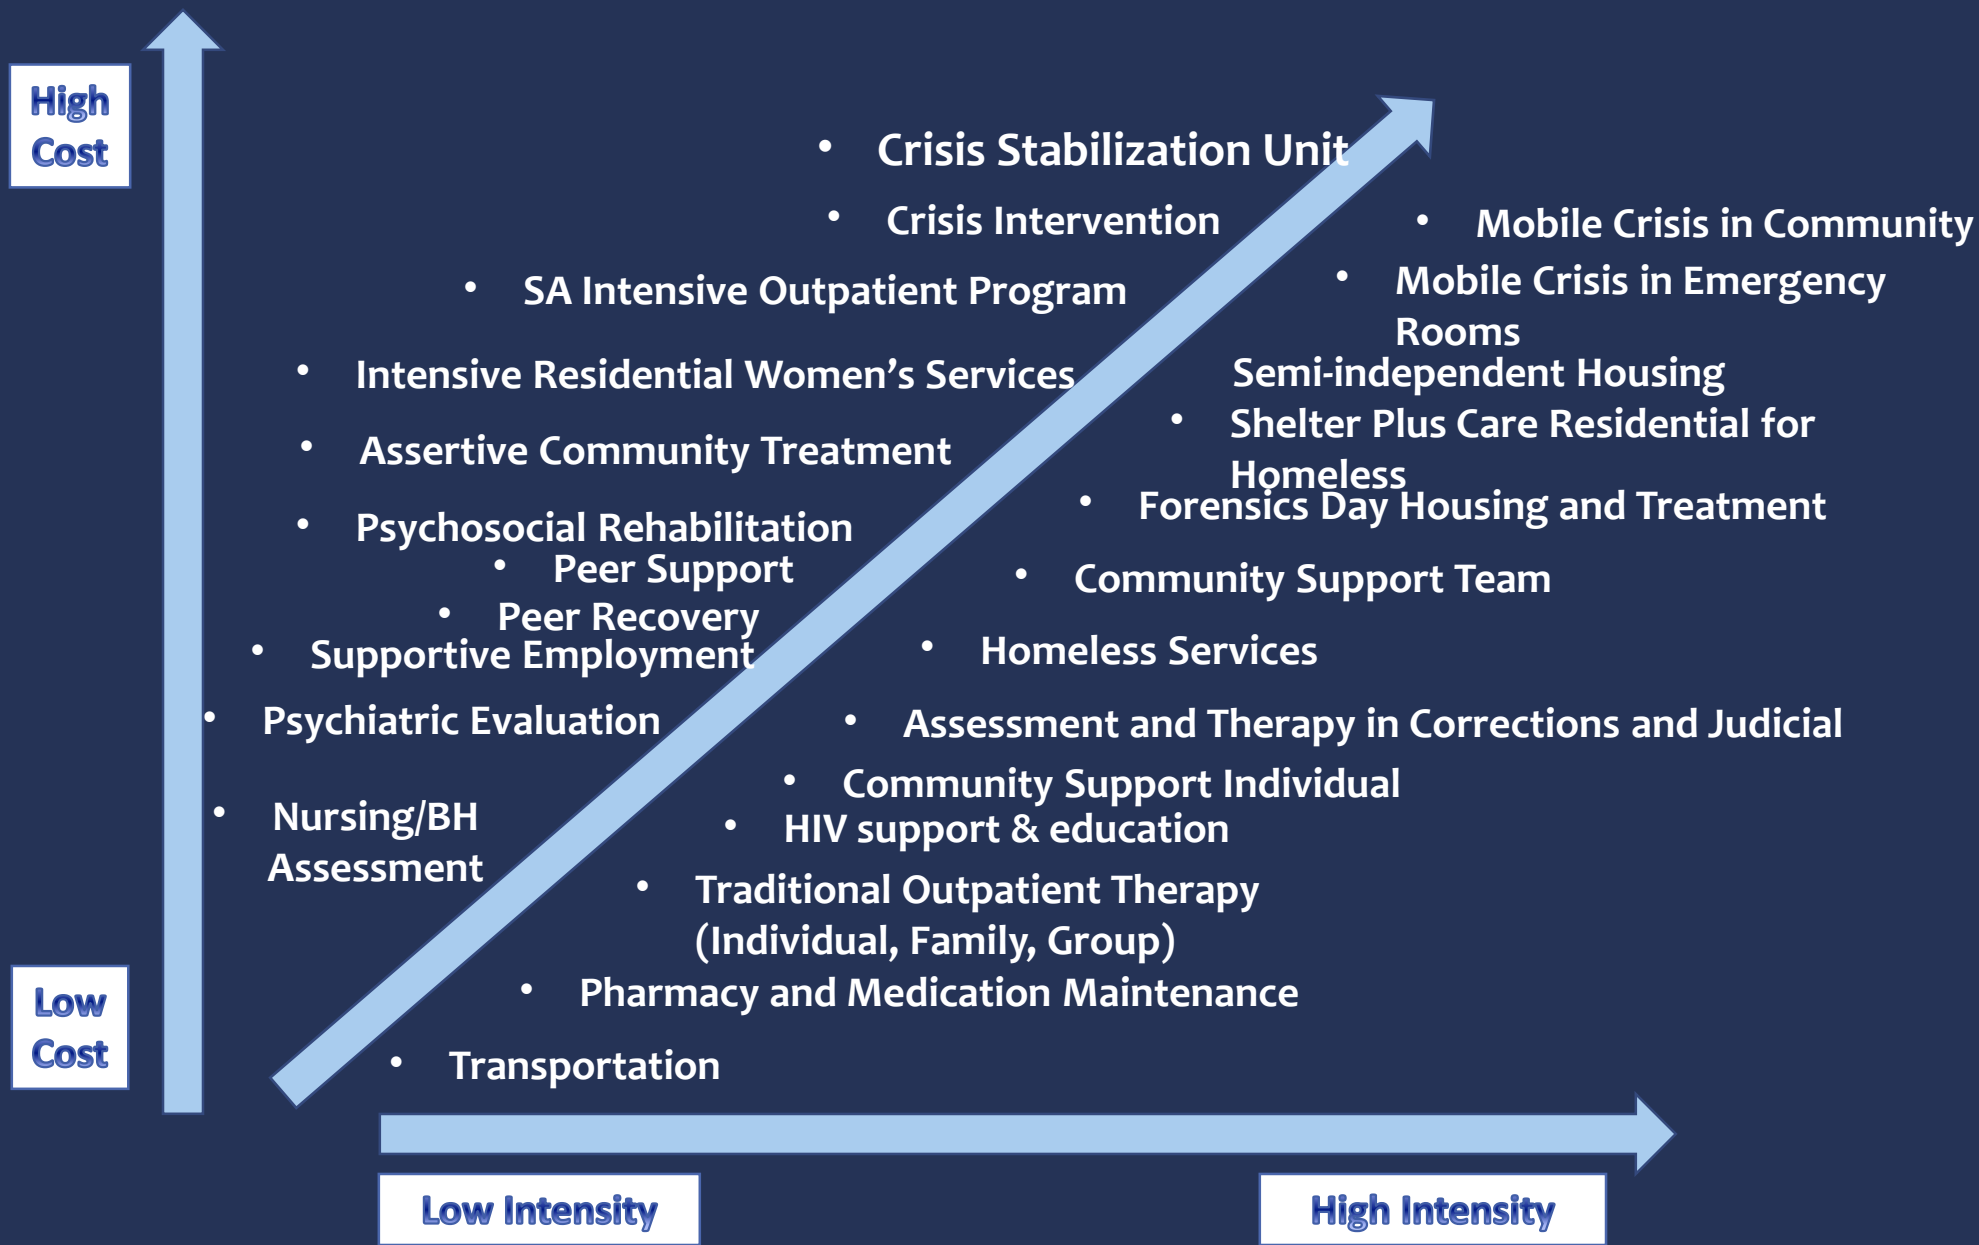 High
Cost
• Crisis Stabilization Unit
• Crisis Intervention
• SA Intensive Outpatient Program
• Intensive Residential Women’s Services
• Assertive Community Treatment
• Psychosocial Rehabilitation
• Peer Support
• Peer Recovery
• Supportive Employment
• Psychiatric Evaluation
• Nursing/BH
Assessment
• Mobile Crisis in Community
• Mobile Crisis in Emergency
Rooms
Semi-independent Housing
• Shelter Plus Care Residential for
Homeless
• Forensics Day Housing and Treatment
• Community Support Team
• Homeless Services
• Assessment and Therapy in Corrections and Judicial
• Community Support Individual
• HIV support & education
• Traditional Outpatient Therapy
(Individual, Family, Group)
• Pharmacy and Medication Maintenance
• Transportation
Low
Cost
Low Intensity
High Intensity